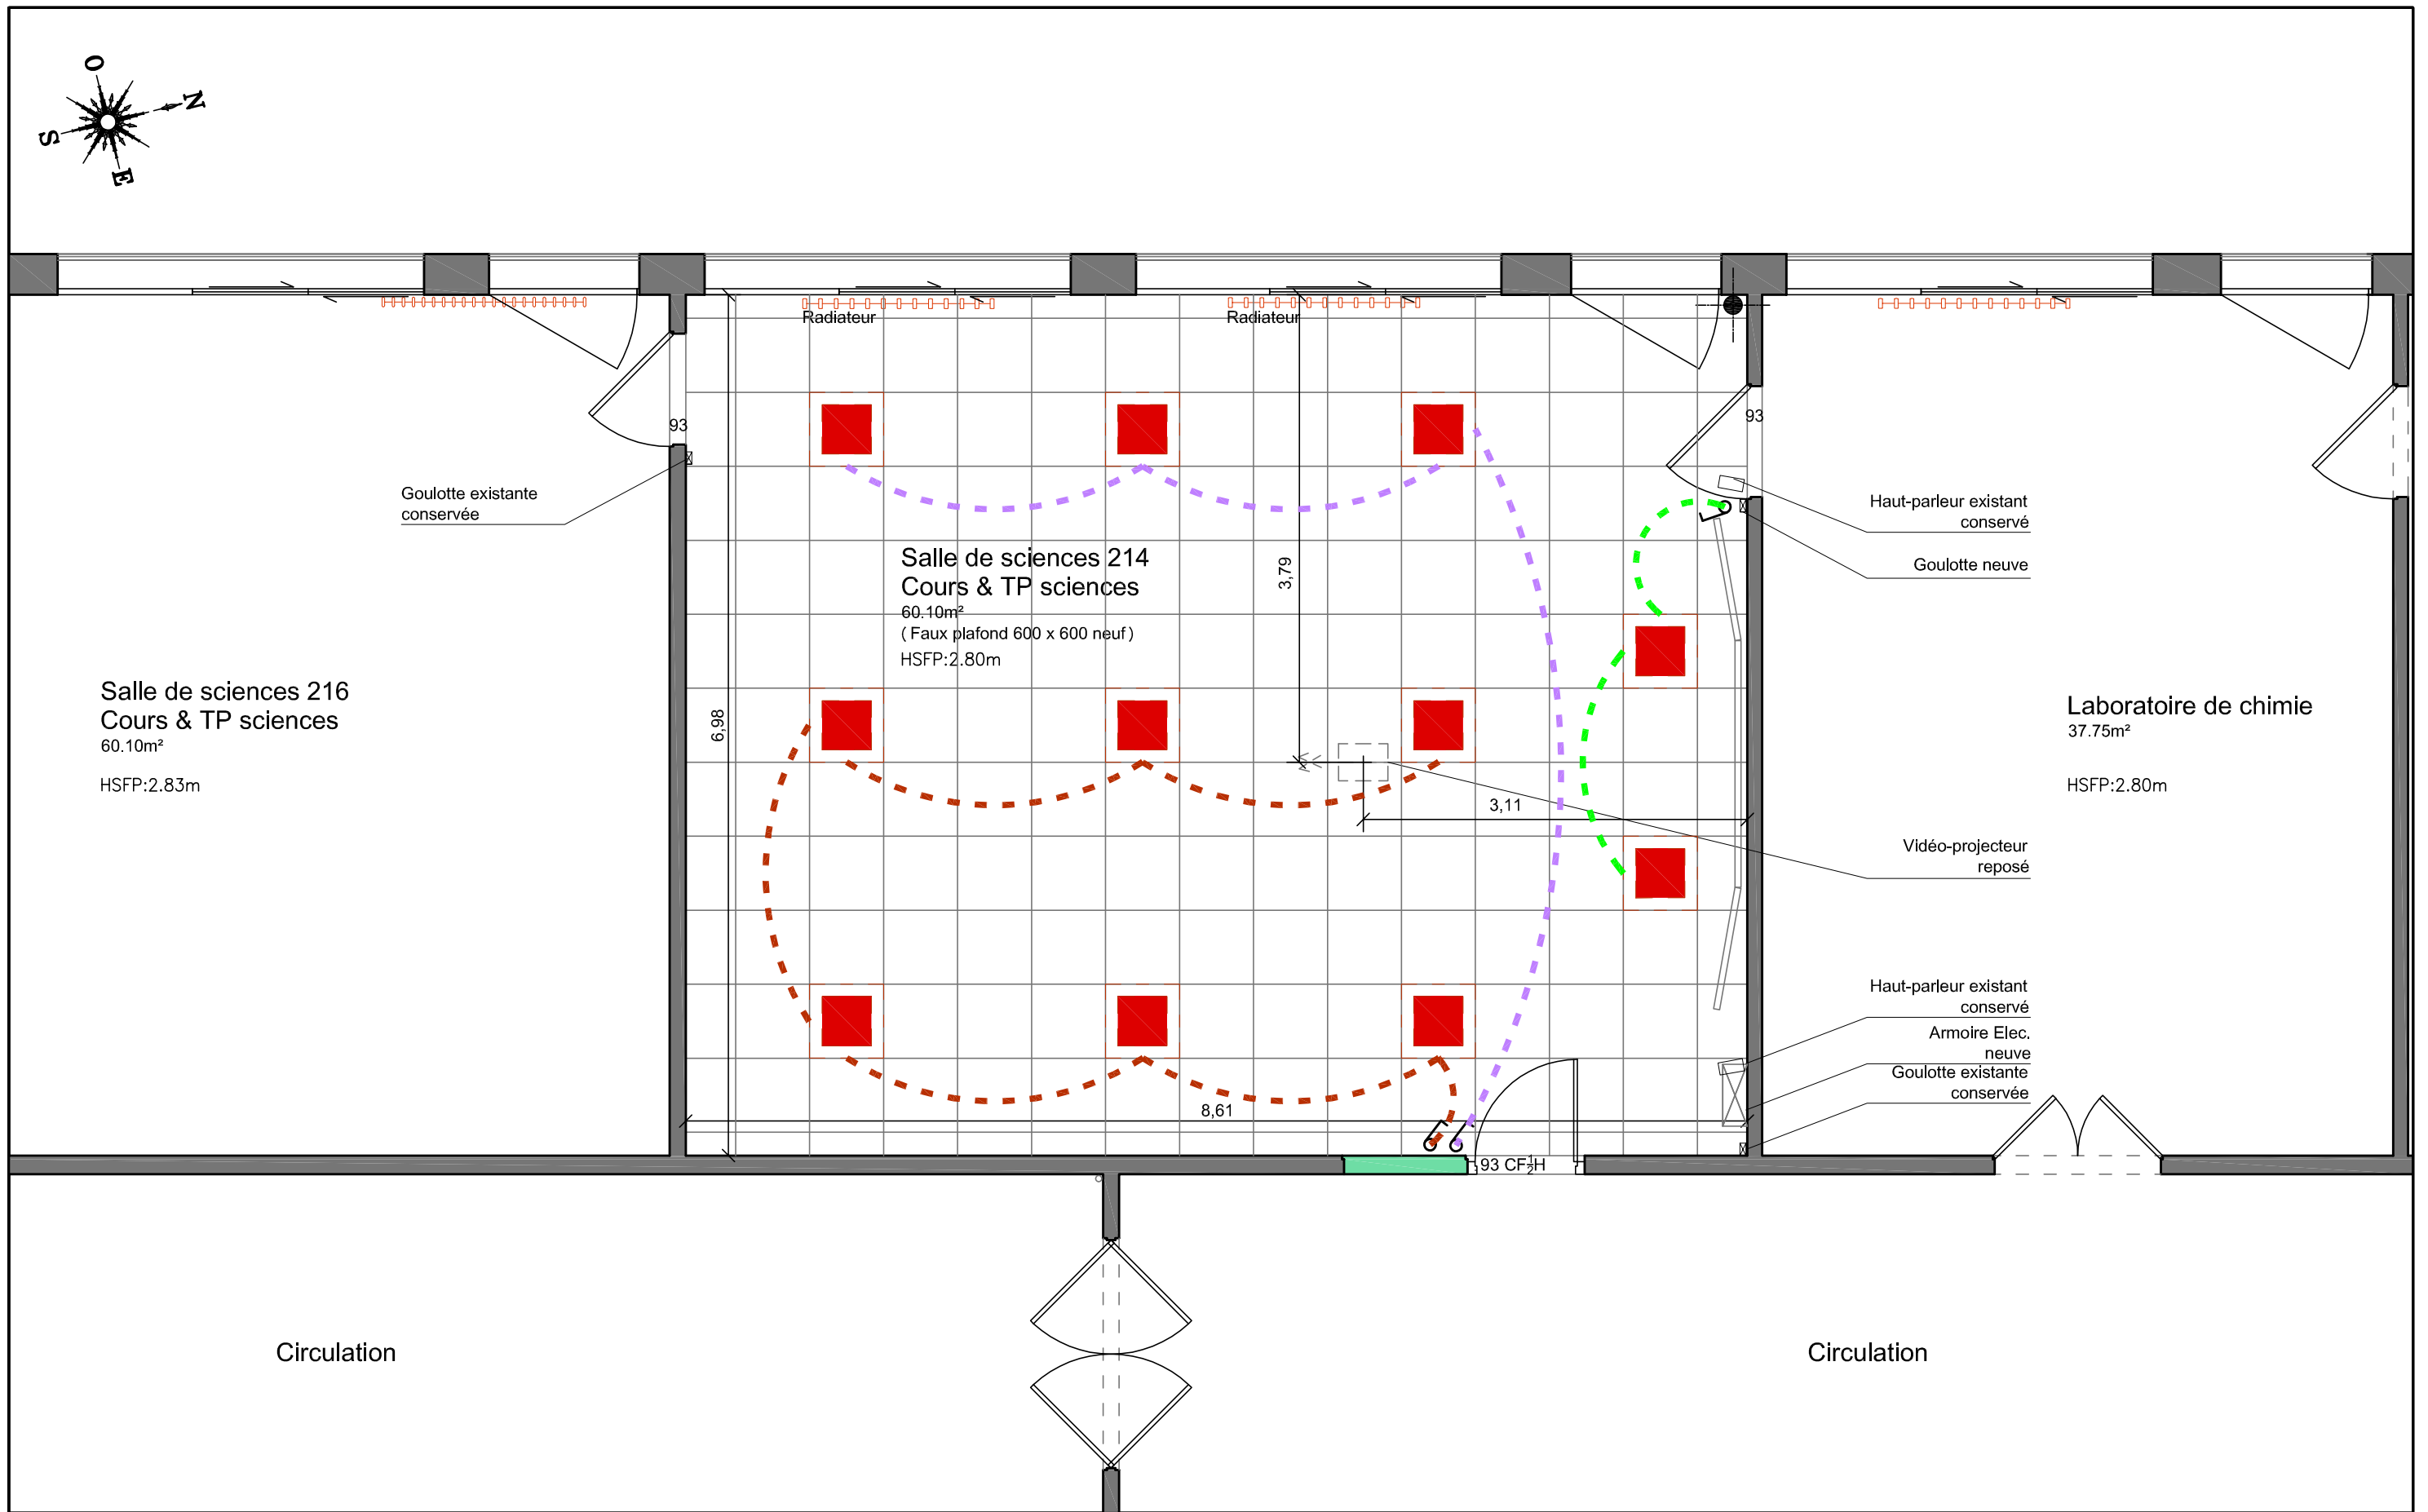 O
N
S
E
Radiateur
Radiateur
93
93
Goulotte existante
conservée
Haut-parleur existant
conservé
Goulotte neuve
Salle de sciences 214
Cours & TP sciences
60.10m²
( Faux plafond 600 x 600 neuf )
HSFP:2.80m
3,79
6,98
Salle de sciences 216
Cours & TP sciences
60.10m²
HSFP:2.83m
Laboratoire de chimie
37.75m²
HSFP:2.80m
3,11
Vidéo-projecteur
reposé
Haut-parleur existant
conservé
Armoire Elec.
neuve
Goulotte existante
conservée
8,61
93 CF½H
Circulation
Circulation